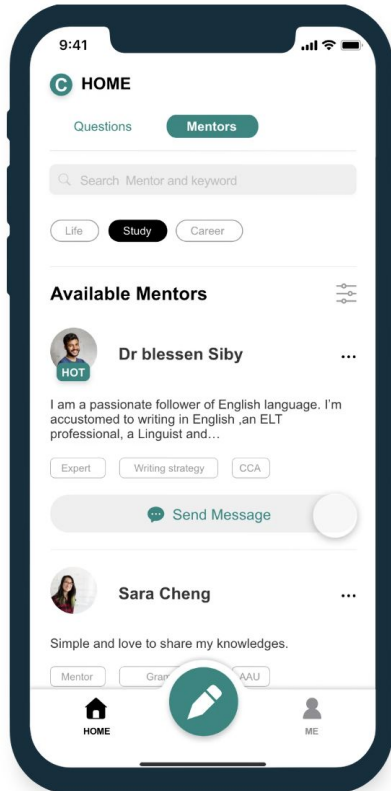 9:41
C HOME
Questions Mentors
Search Mentor and keyword
Life Study Career
Available Mentors
HOT
Dr blessen Siby ...
I am a passionate follower of English language. I'm
accustomed to writing in English ,an ELT
professional, a Linguist and...
Expert Writing strategy CCA
Send Message
Sara Cheng ...
Simple and love to share my knowledges.
Mentor AAU
HOME ME